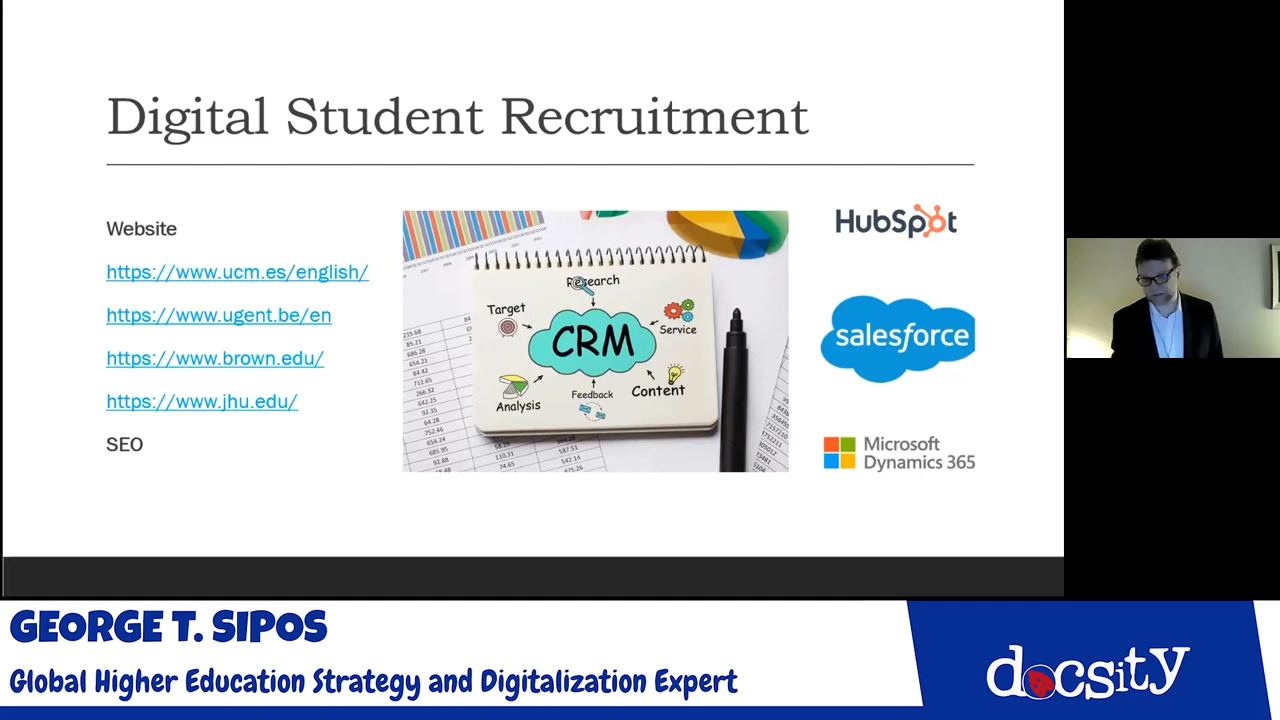 Digital Student Recruitment
Website
https://www.ucm.es/english/
https://www.ugent.be/en
https://www.brown.edu/
https://www.jhu.edu/
SEO
Research
Target
Service
CRM
Analysis
Feedback
Content
HubSpot
salesforce
Microsoft
Dynamics 365
GEORGE T. SIPOS
Global Higher Education Strategy and Digitalization Expert
docsity